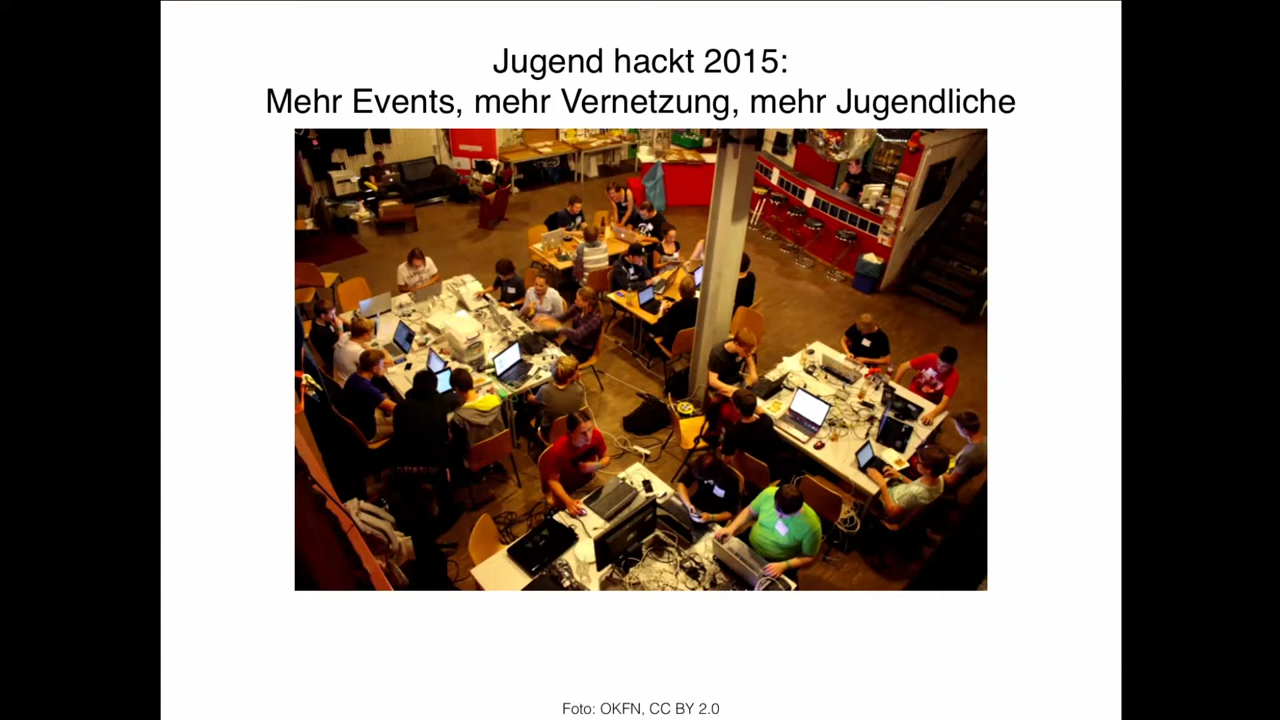 Jugend hackt 2015:
Mehr Events, mehr Vernetzung, mehr Jugendliche
Foto: OKFN, CC BY 2.0